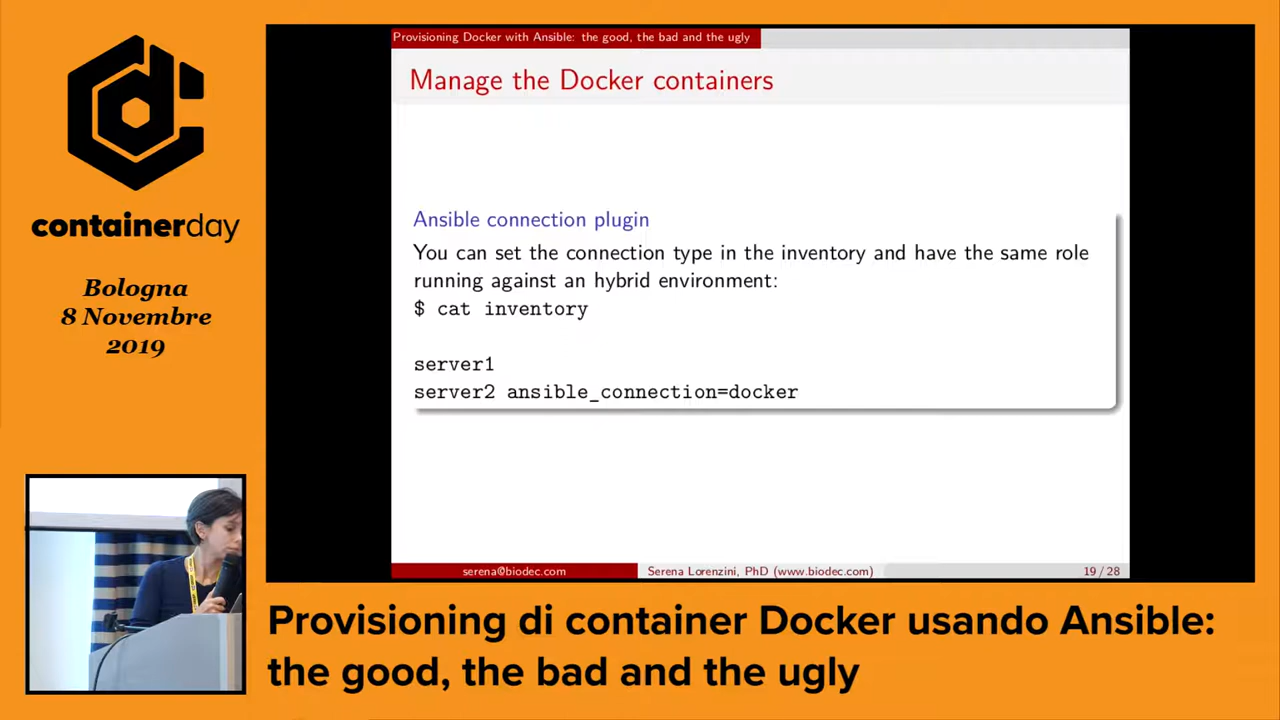 containerday
Bologna
8 Novembre
2019
Provisioning Docker with Ansible: the good, the bad and the ugly
Manage the Docker containers
Ansible connection plugin
You can set the connection type in the inventory and have the same role
running against an hybrid environment:
$ cat inventory
server1
server2 ansible_connection=docker
serena@biodec.com
Serena Lorenzini, PhD (www.biodec.com)
19 / 28
Provisioning di container Docker usando Ansible:
the good, the bad and the ugly